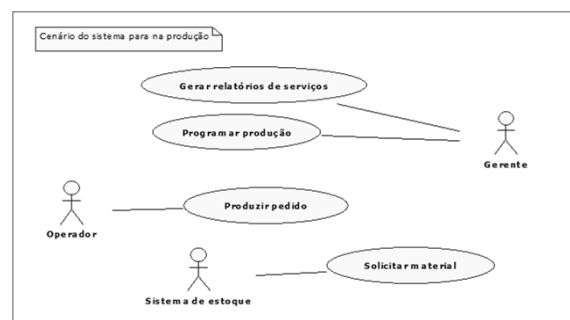 Cenário do sistema para na produção
Gerar relatórios de serviços
Programar produção
Gerente
Produzir pedido
Operador
Solicitar material
Sistema de estoque